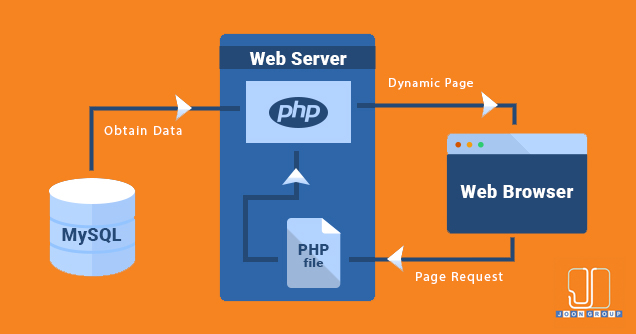 Web Server
php
Dynamic Page
Obtain Data
Web Browser
MySQL
PHP
file
Page Request
JOONGROUP